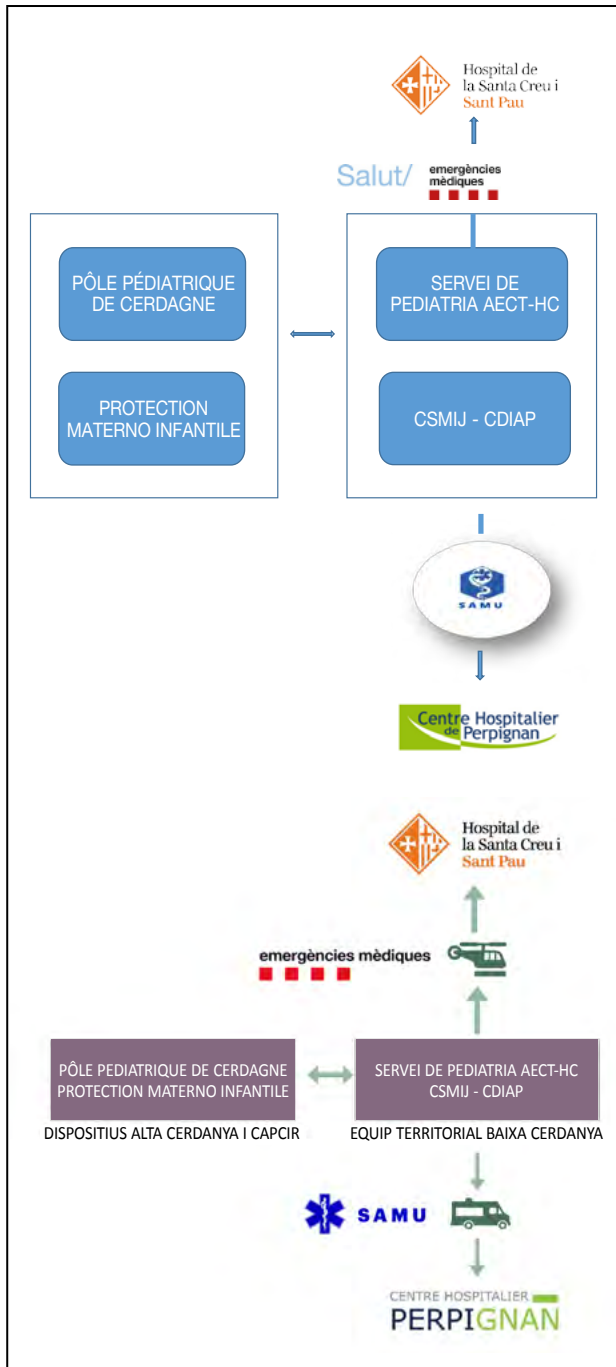 Hospital de
la Santa Creu i
Sant Pau
Salut/
emergències
mèdiques
PÔLE PÉDIATRIQUE
DE CERDAGNE
SERVEI DE
PEDIATRIA AECT-HC
PROTECTION
MATERNO INFANTILE
CSMIJ - CDIAP
SAMU
Centre Hospitalier
de Perpignan
Hospital de
la Santa Creu i
Sant Pau
emergències mèdiques
PÔLE PEDIATRIQUE DE CERDAGNE
PROTECTION MATERNO INFANTILE
SERVEI DE PEDIATRIA AECT-HC
CSMIJ - CDIAP
DISPOSITIUS ALTA CERDANYA I CAPCIR
EQUIP TERRITORIAL BAIXA CERDANYA
SAMU
CENTRE HOSPITALIER
PERPIGNAN